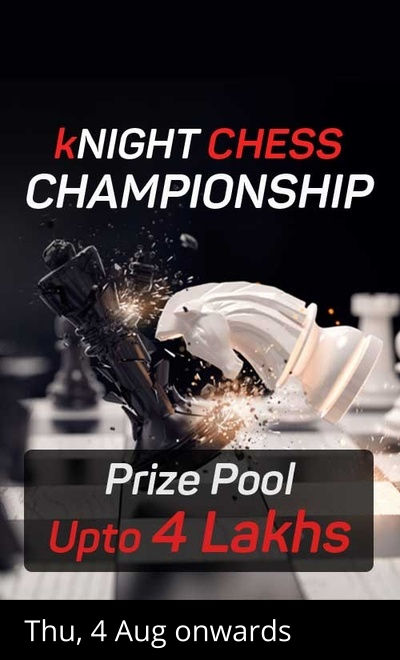 kNIGHT CHESS
CHAMPIONSHIP
Prize Pool
Upto 4 Lakhs
Thu, 4 Aug onwards